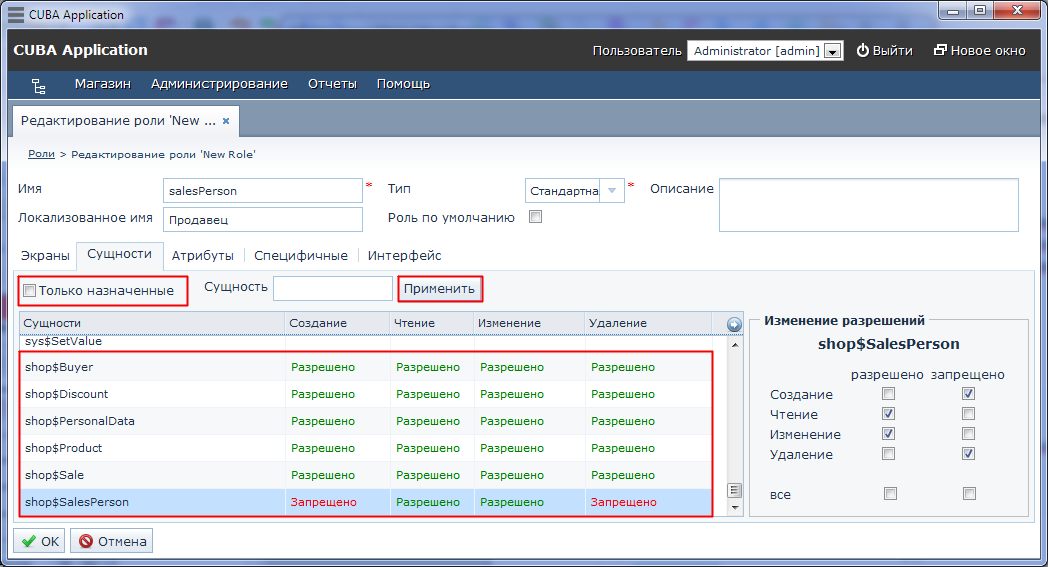 CUBA Application
CUBA Application Пользователь Administrator [admin] Выйти Новое окно
Магазин Администрирование Отчеты Помощь
Редактирование роли 'New ... ×
Роли > Редактирование роли 'New Role'
Имя salesPerson * Тип Стандартна * Описание
Локализованное имя Продавец Роль по умолчанию
Экраны Сущности Атрибуты Специфичные Интерфейс
Только назначенные Сущность Применить
Сущности Создание Чтение Изменение Удаление
sys$SetValue
shop$Buyer Разрешено Разрешено Разрешено Разрешено
shop$Discount Разрешено Разрешено Разрешено Разрешено
shop$PersonalData Разрешено Разрешено Разрешено Разрешено
shop$Product Разрешено Разрешено Разрешено Разрешено
shop$Sale Разрешено Разрешено Разрешено Разрешено
shop$SalesPerson Запрещено Разрешено Разрешено Запрещено
Изменение разрешений
shop$SalesPerson
разрешено запрещено
Создание
Чтение
Изменение
Удаление
все
OK Отмена